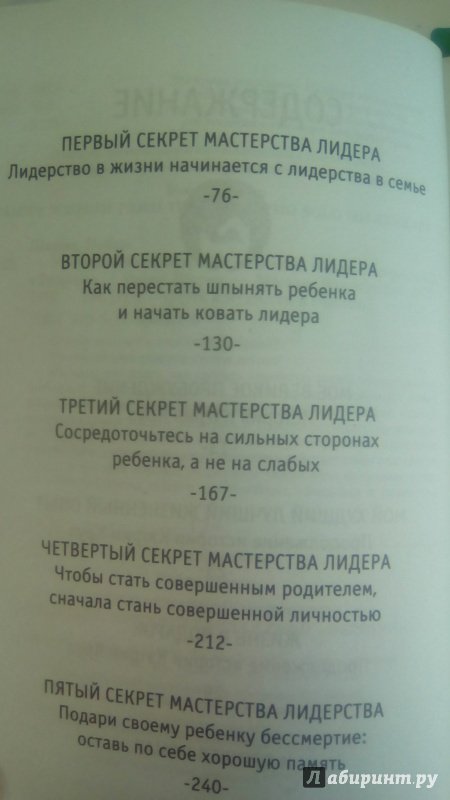 СОДЕРЖАНИЕ
ПЕРВЫЙ СЕКРЕТ МАСТЕРСТВА ЛИДЕРА
Лидерство в жизни начинается с лидерства в семье
-76-
ВТОРОЙ СЕКРЕТ МАСТЕРСТВА ЛИДЕРА
Как перестать шпынять ребенка
и начать ковать лидера
-130-
ТРЕТИЙ СЕКРЕТ МАСТЕРСТВА ЛИДЕРА
Сосредоточьтесь на сильных сторонах
ребенка, а не на слабых
-167-
ЧЕТВЕРТЫЙ СЕКРЕТ МАСТЕРСТВА ЛИДЕРА
Чтобы стать совершенным родителем,
сначала стань совершенной личностью
-212-
ПЯТЫЙ СЕКРЕТ МАСТЕРСТВА ЛИДЕРСТВА
Подари своему ребенку бессмертие:
оставь по себе хорошую память
-240-
Лабиринт.ру